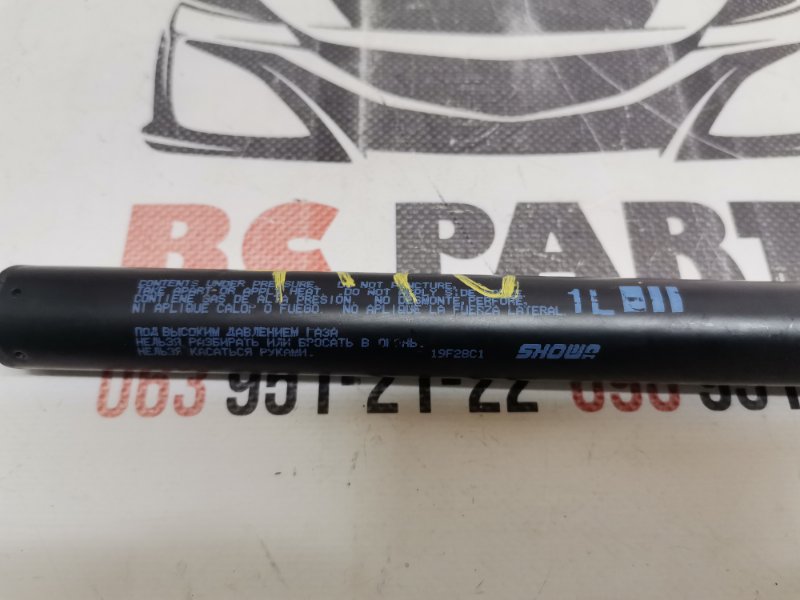 BC PART
CONTENTS UNDER PRESSURE. DO NOT PUNCTURE,
TAKE APART OR APPLY HEAT. DO NOT APPLY SIDE LOAD.
CONTIENE GAS DE ALTA PRESION. NO DESMONTE, PERFORE,
NI APLIQUE CALOR O FUEGO. NO APLIQUE LA FUERZA LATERAL
1L
ПОД ВЫСОКИМ ДАВЛЕНИЕМ ГАЗА
НЕЛЬЗЯ РАЗБИРАТЬ ИЛИ БРОСАТЬ В ОГОНЬ.
НЕЛЬЗЯ КАСАТЬСЯ РУКАМИ.
19F28C1
SHOWA
063 951-21-22